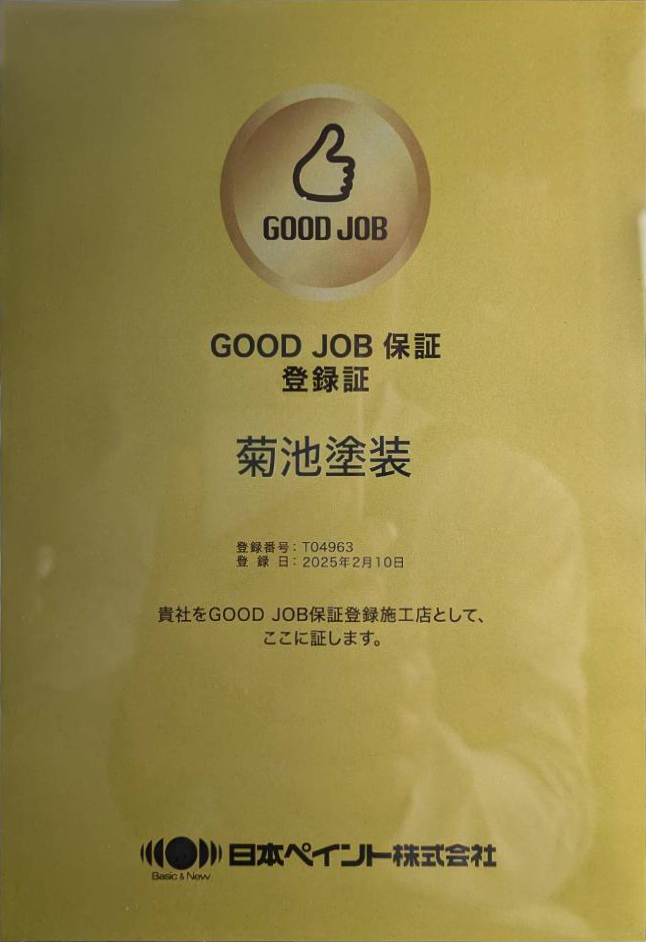 GOOD JOB
GOOD JOB 保証
登録証
菊池塗装
登録番号：T04963
登 録 日：2025年2月10日
貴社をGOOD JOB保証登録施工店として、
ここに証します。
日本ペイント株式会社
Basic & New